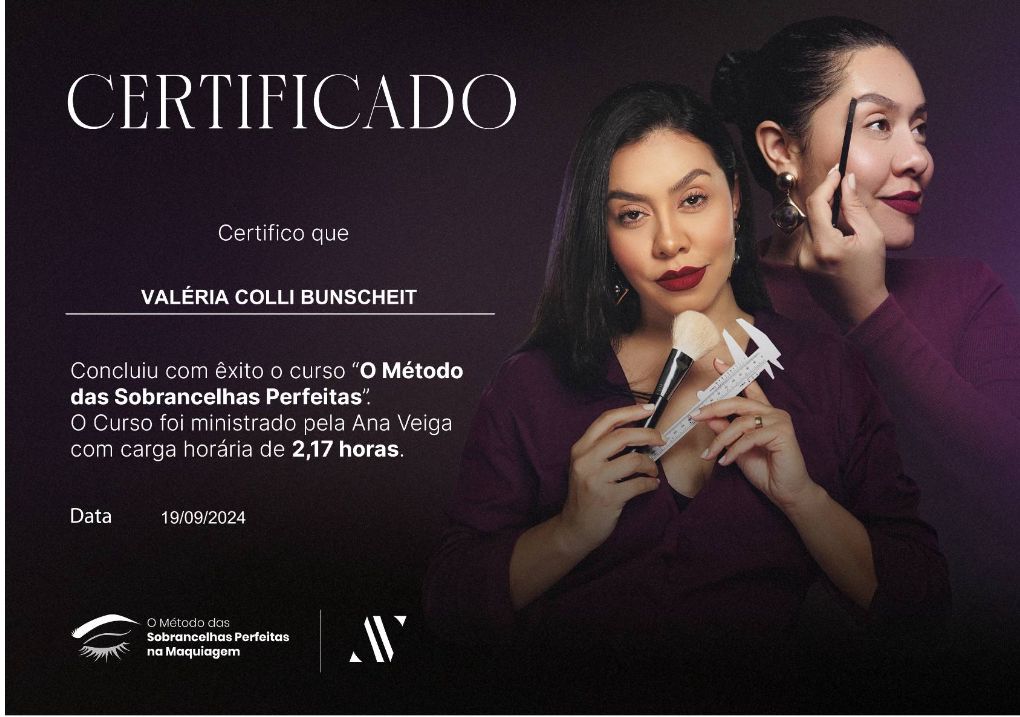 CERTIFICADO
Certifico que
VALÉRIA COLLI BUNSCHEIT
Concluiu com êxito o curso “O Método
das Sobrancelhas Perfeitas”.
O Curso foi ministrado pela Ana Veiga
com carga horária de 2,17 horas.
Data 19/09/2024
O Método das
Sobrancelhas Perfeitas
na Maquiagem
AV